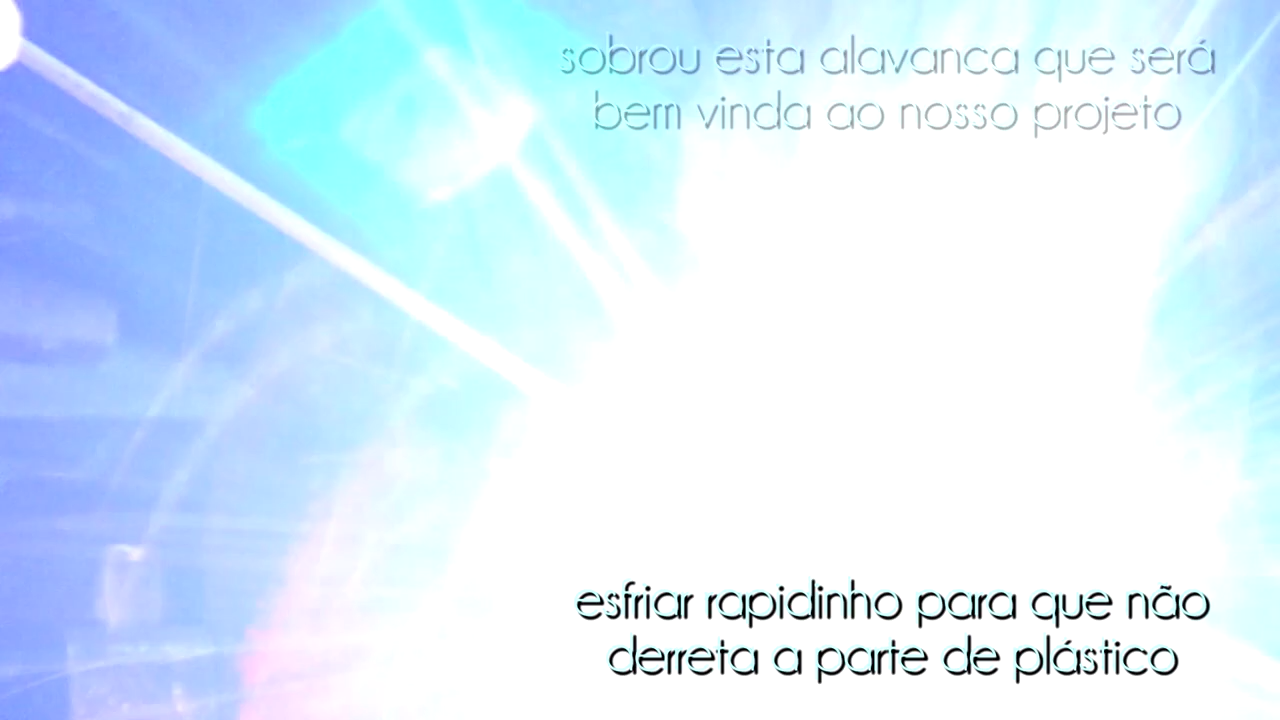 sobrou esta alavanca que será
bem vinda ao nosso projeto
esfriar rapidinho para que não
derreta a parte de plástico